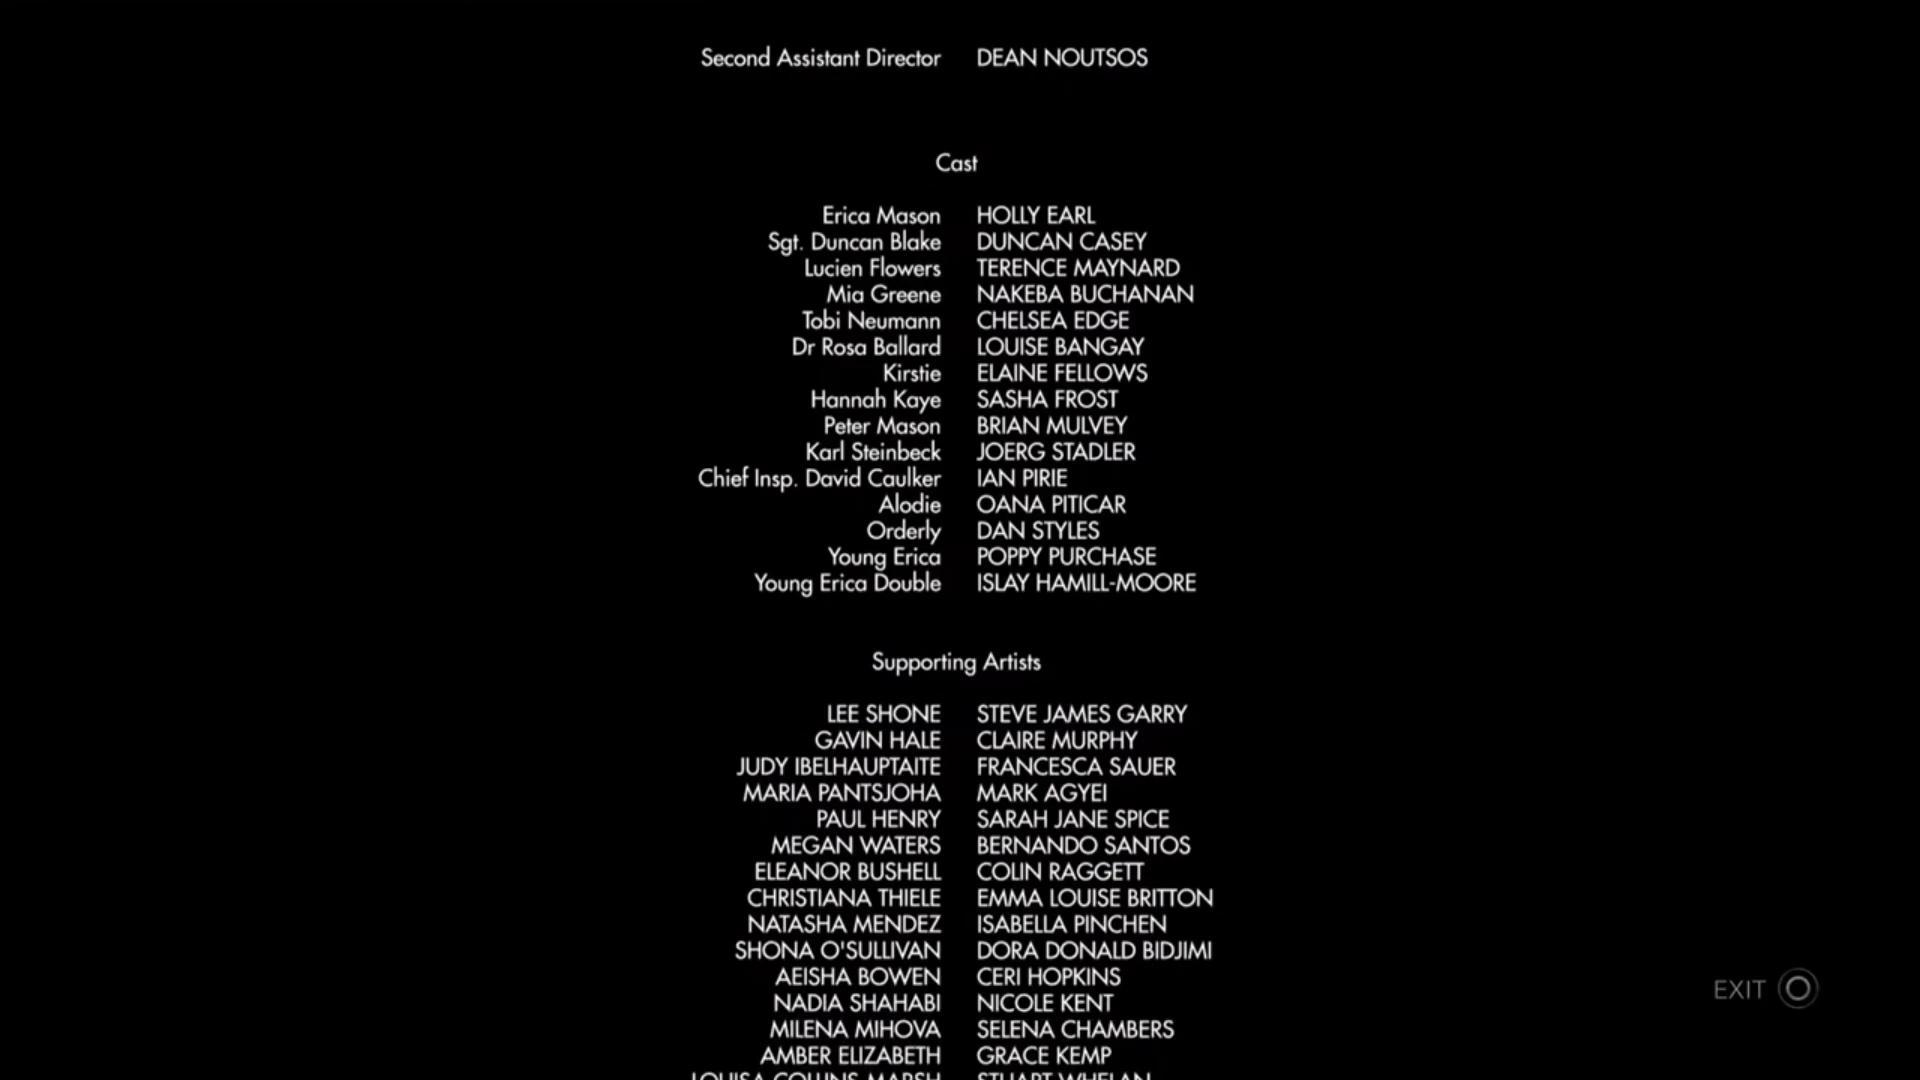 Second Assistant Director DEAN NOUTSOS
Cast
Erica Mason HOLLY EARL
Sgt. Duncan Blake DUNCAN CASEY
Lucien Flowers TERENCE MAYNARD
Mia Greene NAKEBA BUCHANAN
Tobi Neumann CHELSEA EDGE
Dr Rosa Ballard LOUISE BANGAY
Kirstie ELAINE FELLOWS
Hannah Kaye SASHA FROST
Peter Mason BRIAN MULVEY
Karl Steinbeck JOERG STADLER
Chief Insp. David Caulker IAN PIRIE
Alodie OANA PITICAR
Orderly DAN STYLES
Young Erica POPPY PURCHASE
Young Erica Double ISLAY HAMILL-MOORE
Supporting Artists
LEE SHONE STEVE JAMES GARRY
GAVIN HALE CLAIRE MURPHY
JUDY IBELHAUPTAITE FRANCESCA SAUER
MARIA PANTSJOHA MARK AGYEI
PAUL HENRY SARAH JANE SPICE
MEGAN WATERS BERNANDO SANTOS
ELEANOR BUSHELL COLIN RAGGETT
CHRISTIANA THIELE EMMA LOUISE BRITTON
NATASHA MENDEZ ISABELLA PINCHEN
SHONA O'SULLIVAN DORA DONALD BIDJIMI
AEISHA BOWEN CERI HOPKINS
NADIA SHAHABI NICOLE KENT
MILENA MIHOVA SELENA CHAMBERS
AMBER ELIZABETH GRACE KEMP
LOUISA COLLINS-MARSH STUART WHELAN
EXIT